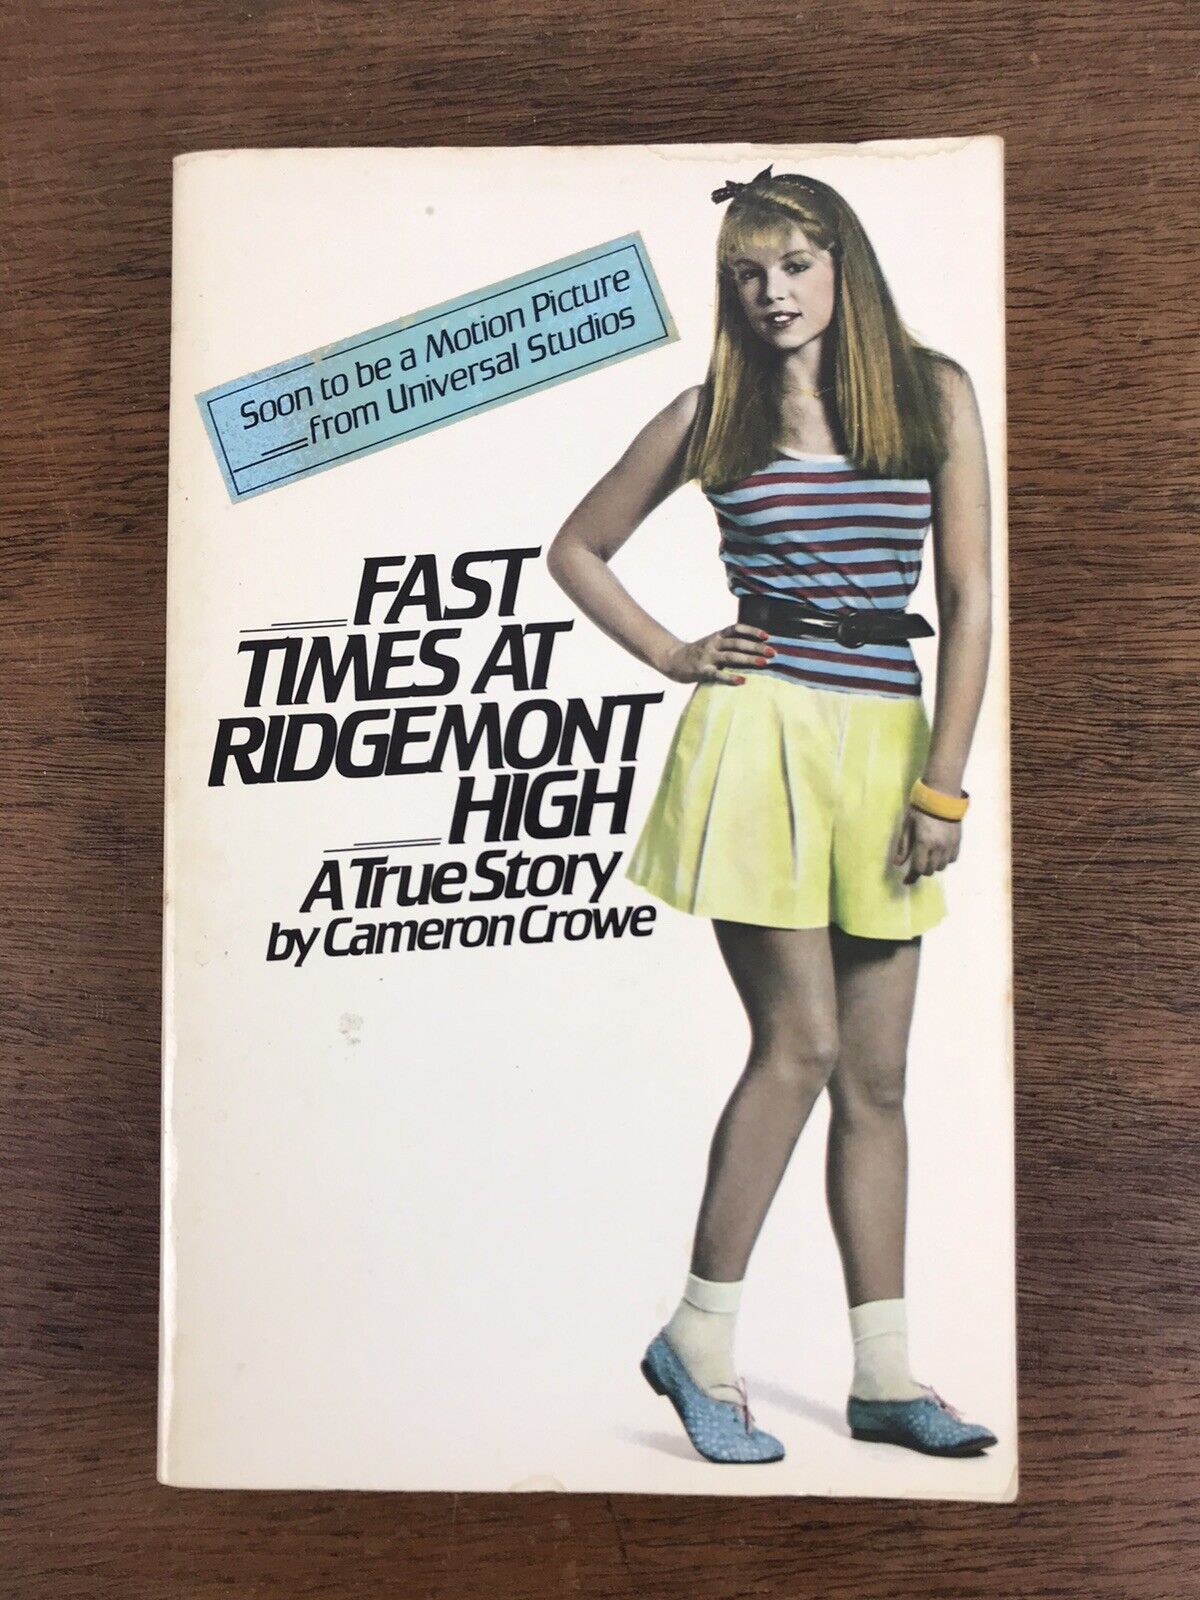 Soon to be a Motion Picture
from Universal Studios
FAST
TIMES AT
RIDGEMONT
HIGH
A True Story
by Cameron Crowe